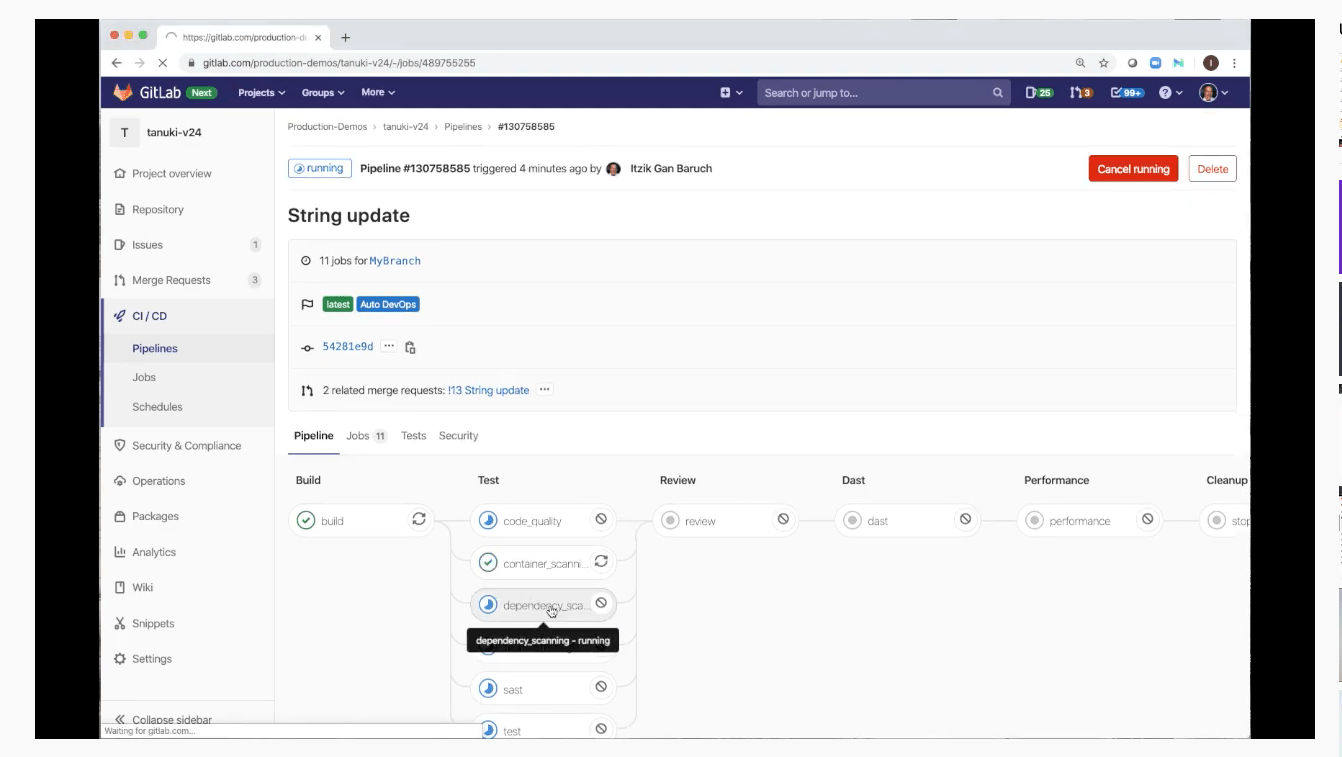 https://gitlab.com/production-d
gitlab.com/production-demos/tanuki-v24/-/jobs/489755255
GitLab Next Projects Groups More Search or jump to... 25 3 99+
T tanuki-v24
Production-Demos › tanuki-v24 › Pipelines › #130758585
running Pipeline #130758585 triggered 4 minutes ago by Itzik Gan Baruch Cancel running Delete
Project overview
Repository
Issues 1
Merge Requests 3
CI / CD
Pipelines
Jobs
Schedules
Security & Compliance
Operations
Packages
Analytics
Wiki
Snippets
Settings
Collapse sidebar
Waiting for gitlab.com...
String update
11 jobs for MyBranch
latest Auto DevOps
54281e9d ...
2 related merge requests: !13 String update ...
Pipeline Jobs 11 Tests Security
Build Test Review Dast Performance Cleanup
build code_quality review dast performance stop
container_scanni...
dependency_sca...
dependency_scanning - running
sast
test